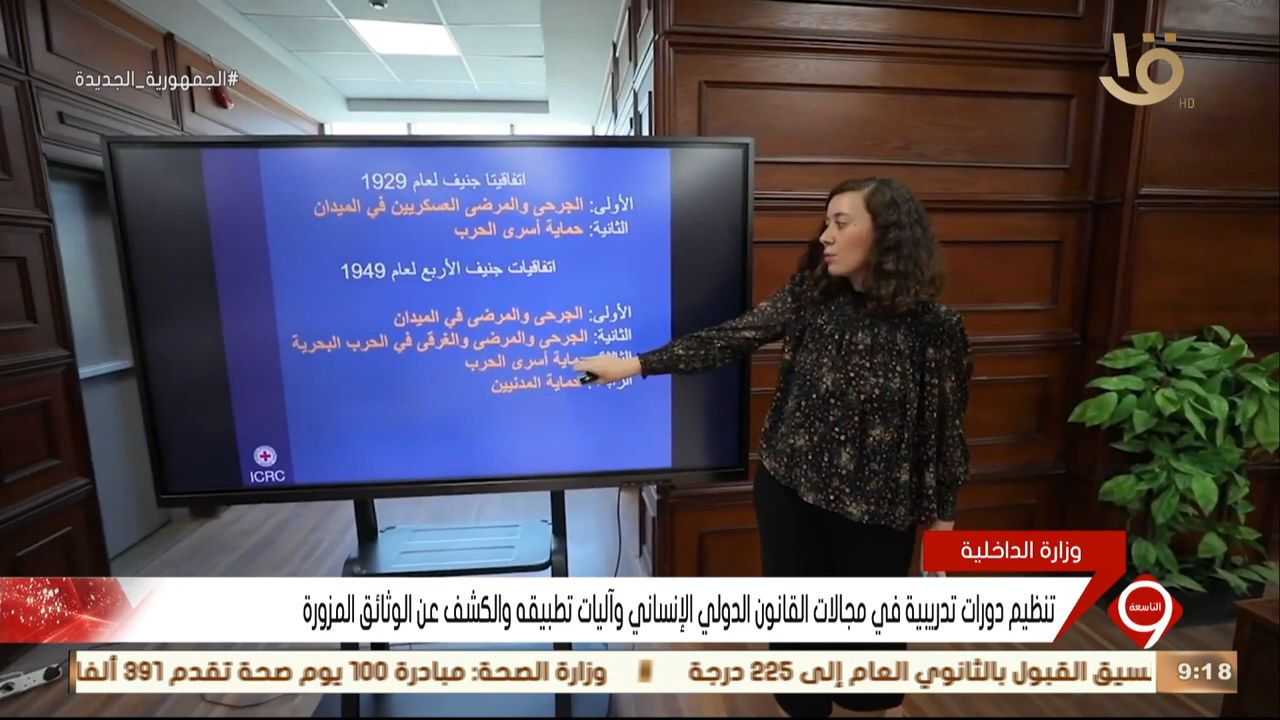 #الجمهورية_الجديدة
HD
اتفاقيتا جنيف لعام 1929
الأولى: الجرحى والمرضى العسكريين في الميدان
الثانية: حماية أسرى الحرب
اتفاقيات جنيف الأربع لعام 1949
الأولى: الجرحى والمرضى في الميدان
الثانية: الجرحى والمرضى والغرقى في الحرب البحرية
حماية أسرى الحرب
حماية المدنيين
ICRC
وزارة الداخلية
تنظيم دورات تدريبية في مجالات القانون الدولي الإنساني وآليات تطبيقه والكشف عن الوثائق المزورة
التاسعة
9
9:18 القبول بالثانوي العام إلى 225 درجة وزارة الصحة: مبادرة 100 يوم صحة تقدم 391